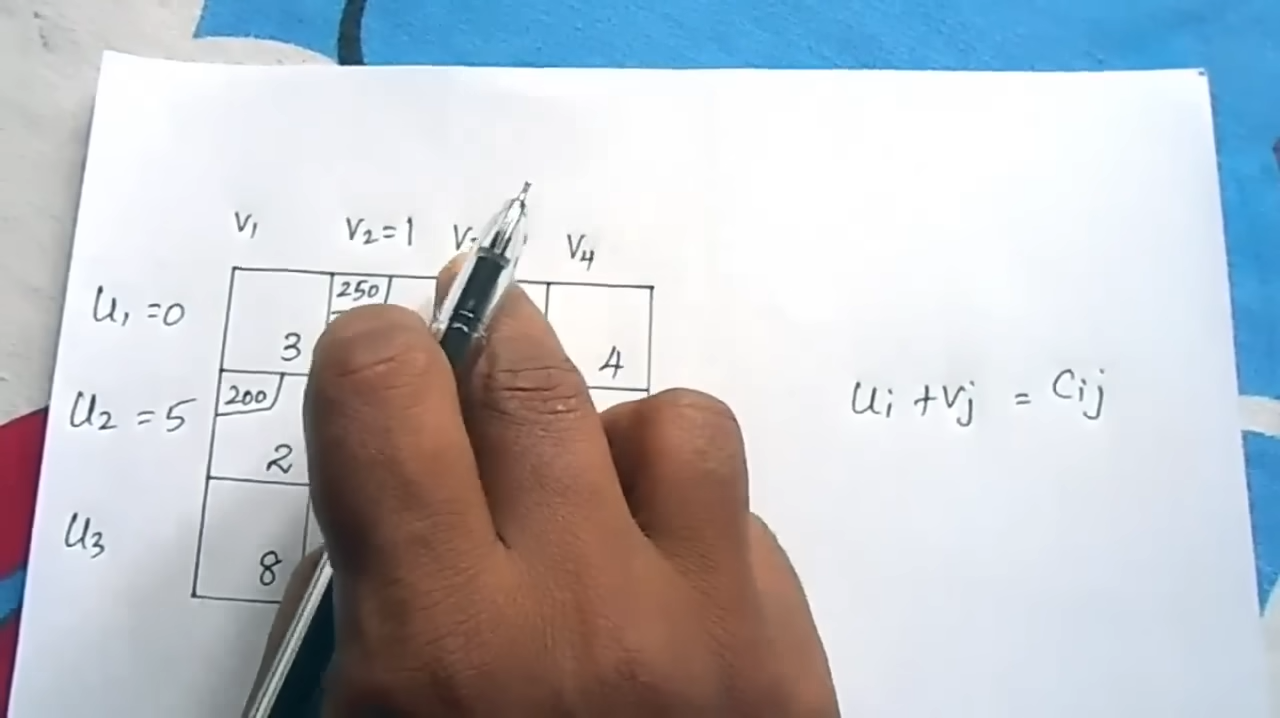 V₁ V₂=1 V₄
250
U₁=0 3 4
200
U₂=5 2
U₃ 8
Ui+Vj = Cij